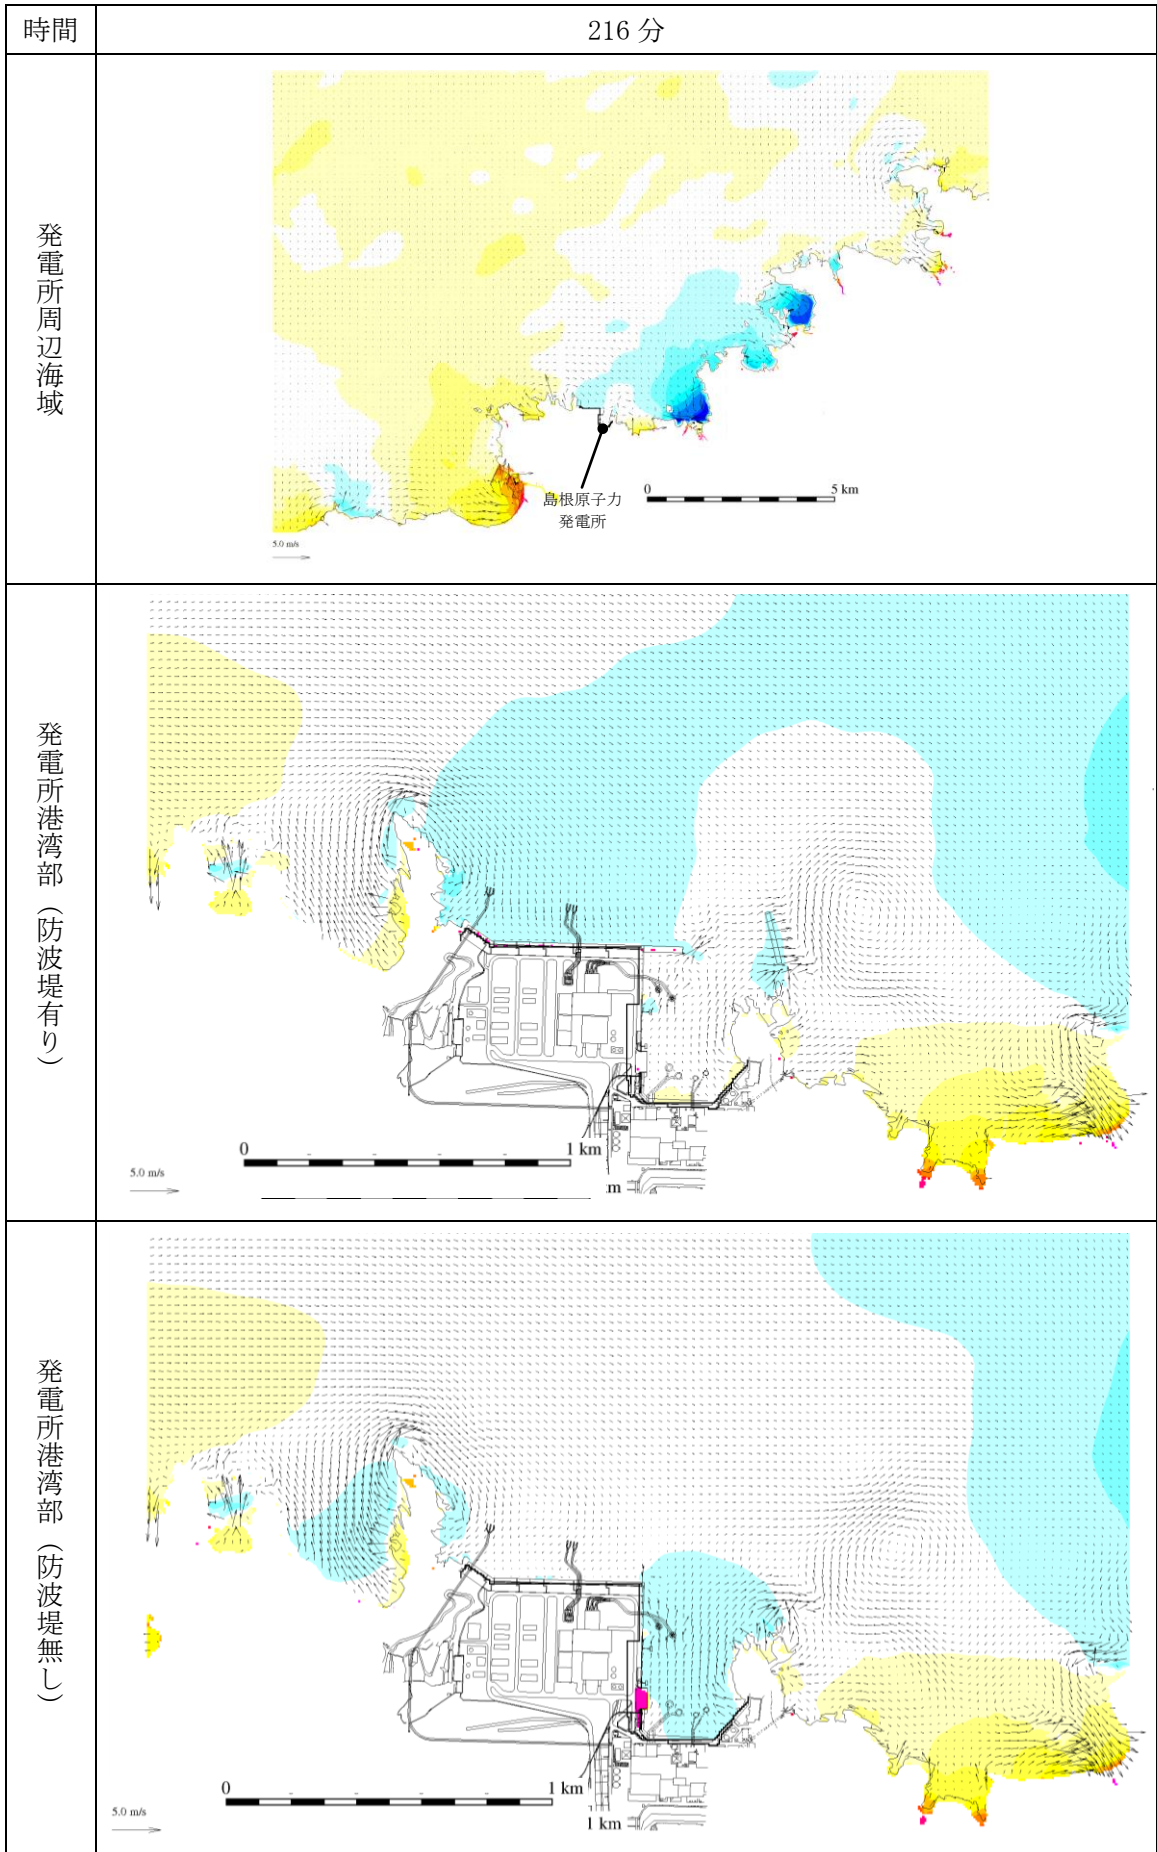 時間
216 分
発電所周辺海域
島根原子力
発電所
0
5 km
5.0 m/s
発電所港湾部（防波堤有り）
0
1 km
5.0 m/s
m
発電所港湾部（防波堤無し）
0
1 km
5.0 m/s
1 km